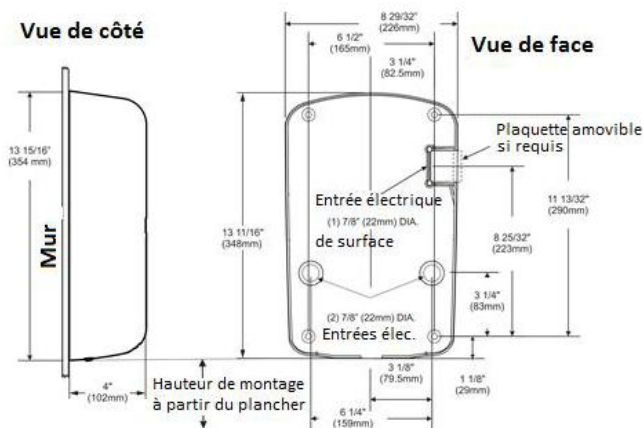 Vue de côté
8 29/32"
(226mm)
6 1/2"
(165mm)
Vue de face
3 1/4"
(82.5mm)
13 15/16"
(354 mm)
Mur
Plaquette amovible
si requis
Entrée électrique
(1) 7/8" (22mm) DIA.
de surface
13 11/16"
(348mm)
11 13/32"
(290mm)
8 25/32"
(223mm)
3 1/4"
(83mm)
(2) 7/8" (22mm) DIA.
Entrées élec.
4"
(102mm)
Hauteur de montage
à partir du plancher
3 1/8"
(79.5mm)
1 1/8"
(29mm)
6 1/4"
(159mm)